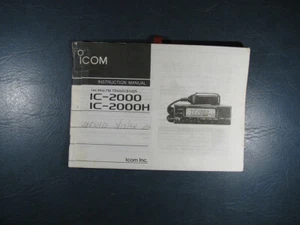 ICOM
INSTRUCTION MANUAL
144 MHz FM TRANSCEIVER
IC-2000
IC-2000H
Icom Inc.